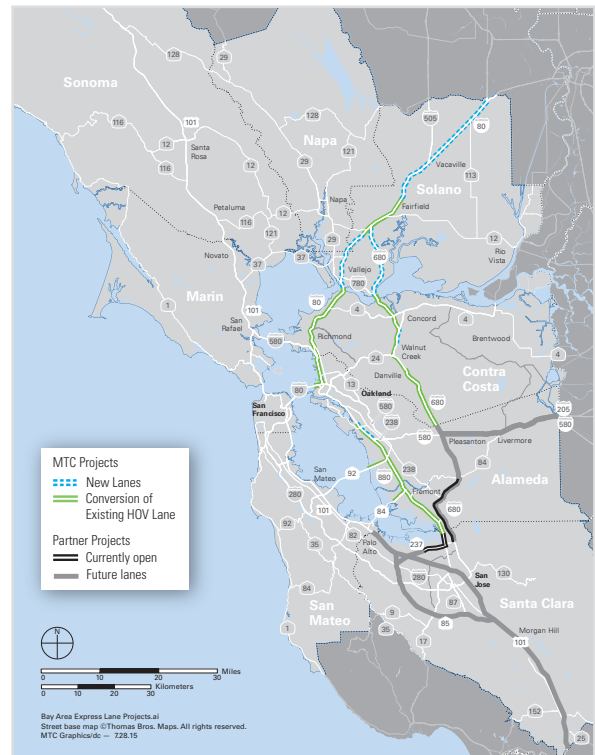 Sonoma
128
29
505
80
101
128
116
Napa
12
Santa
Rosa
121
29
Vacaville
12
116
113
Solano
Napa
Fairfield
Petaluma
12
116
121
29
12
Novato
680
Rio
Vista
37
37
Vallejo
780
Marin
1
80
101
4
Concord
San
Rafael
4
Richmond
Brentwood
580
Walnut
Creek
24
4
Danville
Contra
Costa
13
80
Oakland
San
Francisco
580
680
205
238
580
580
Pleasanton
Livermore
MTC Projects
New Lanes
Conversion of
Existing HOV Lane
Partner Projects
Currently open
Future lanes
San
Mateo
92
238
84
880
Alameda
280
Fremont
101
84
680
92
82
35
Palo
Alto
237
280
San
Jose
130
84
San
Mateo
87
Santa Clara
9
85
1
35
Morgan Hill
17
101
N
0 10 20 30 Miles
0 10 20 30 Kilometers
152
25
Bay Area Express Lane Projects.ai
Street base map ©Thomas Bros. Maps. All rights reserved.
MTC Graphics/dc — 7.28.15